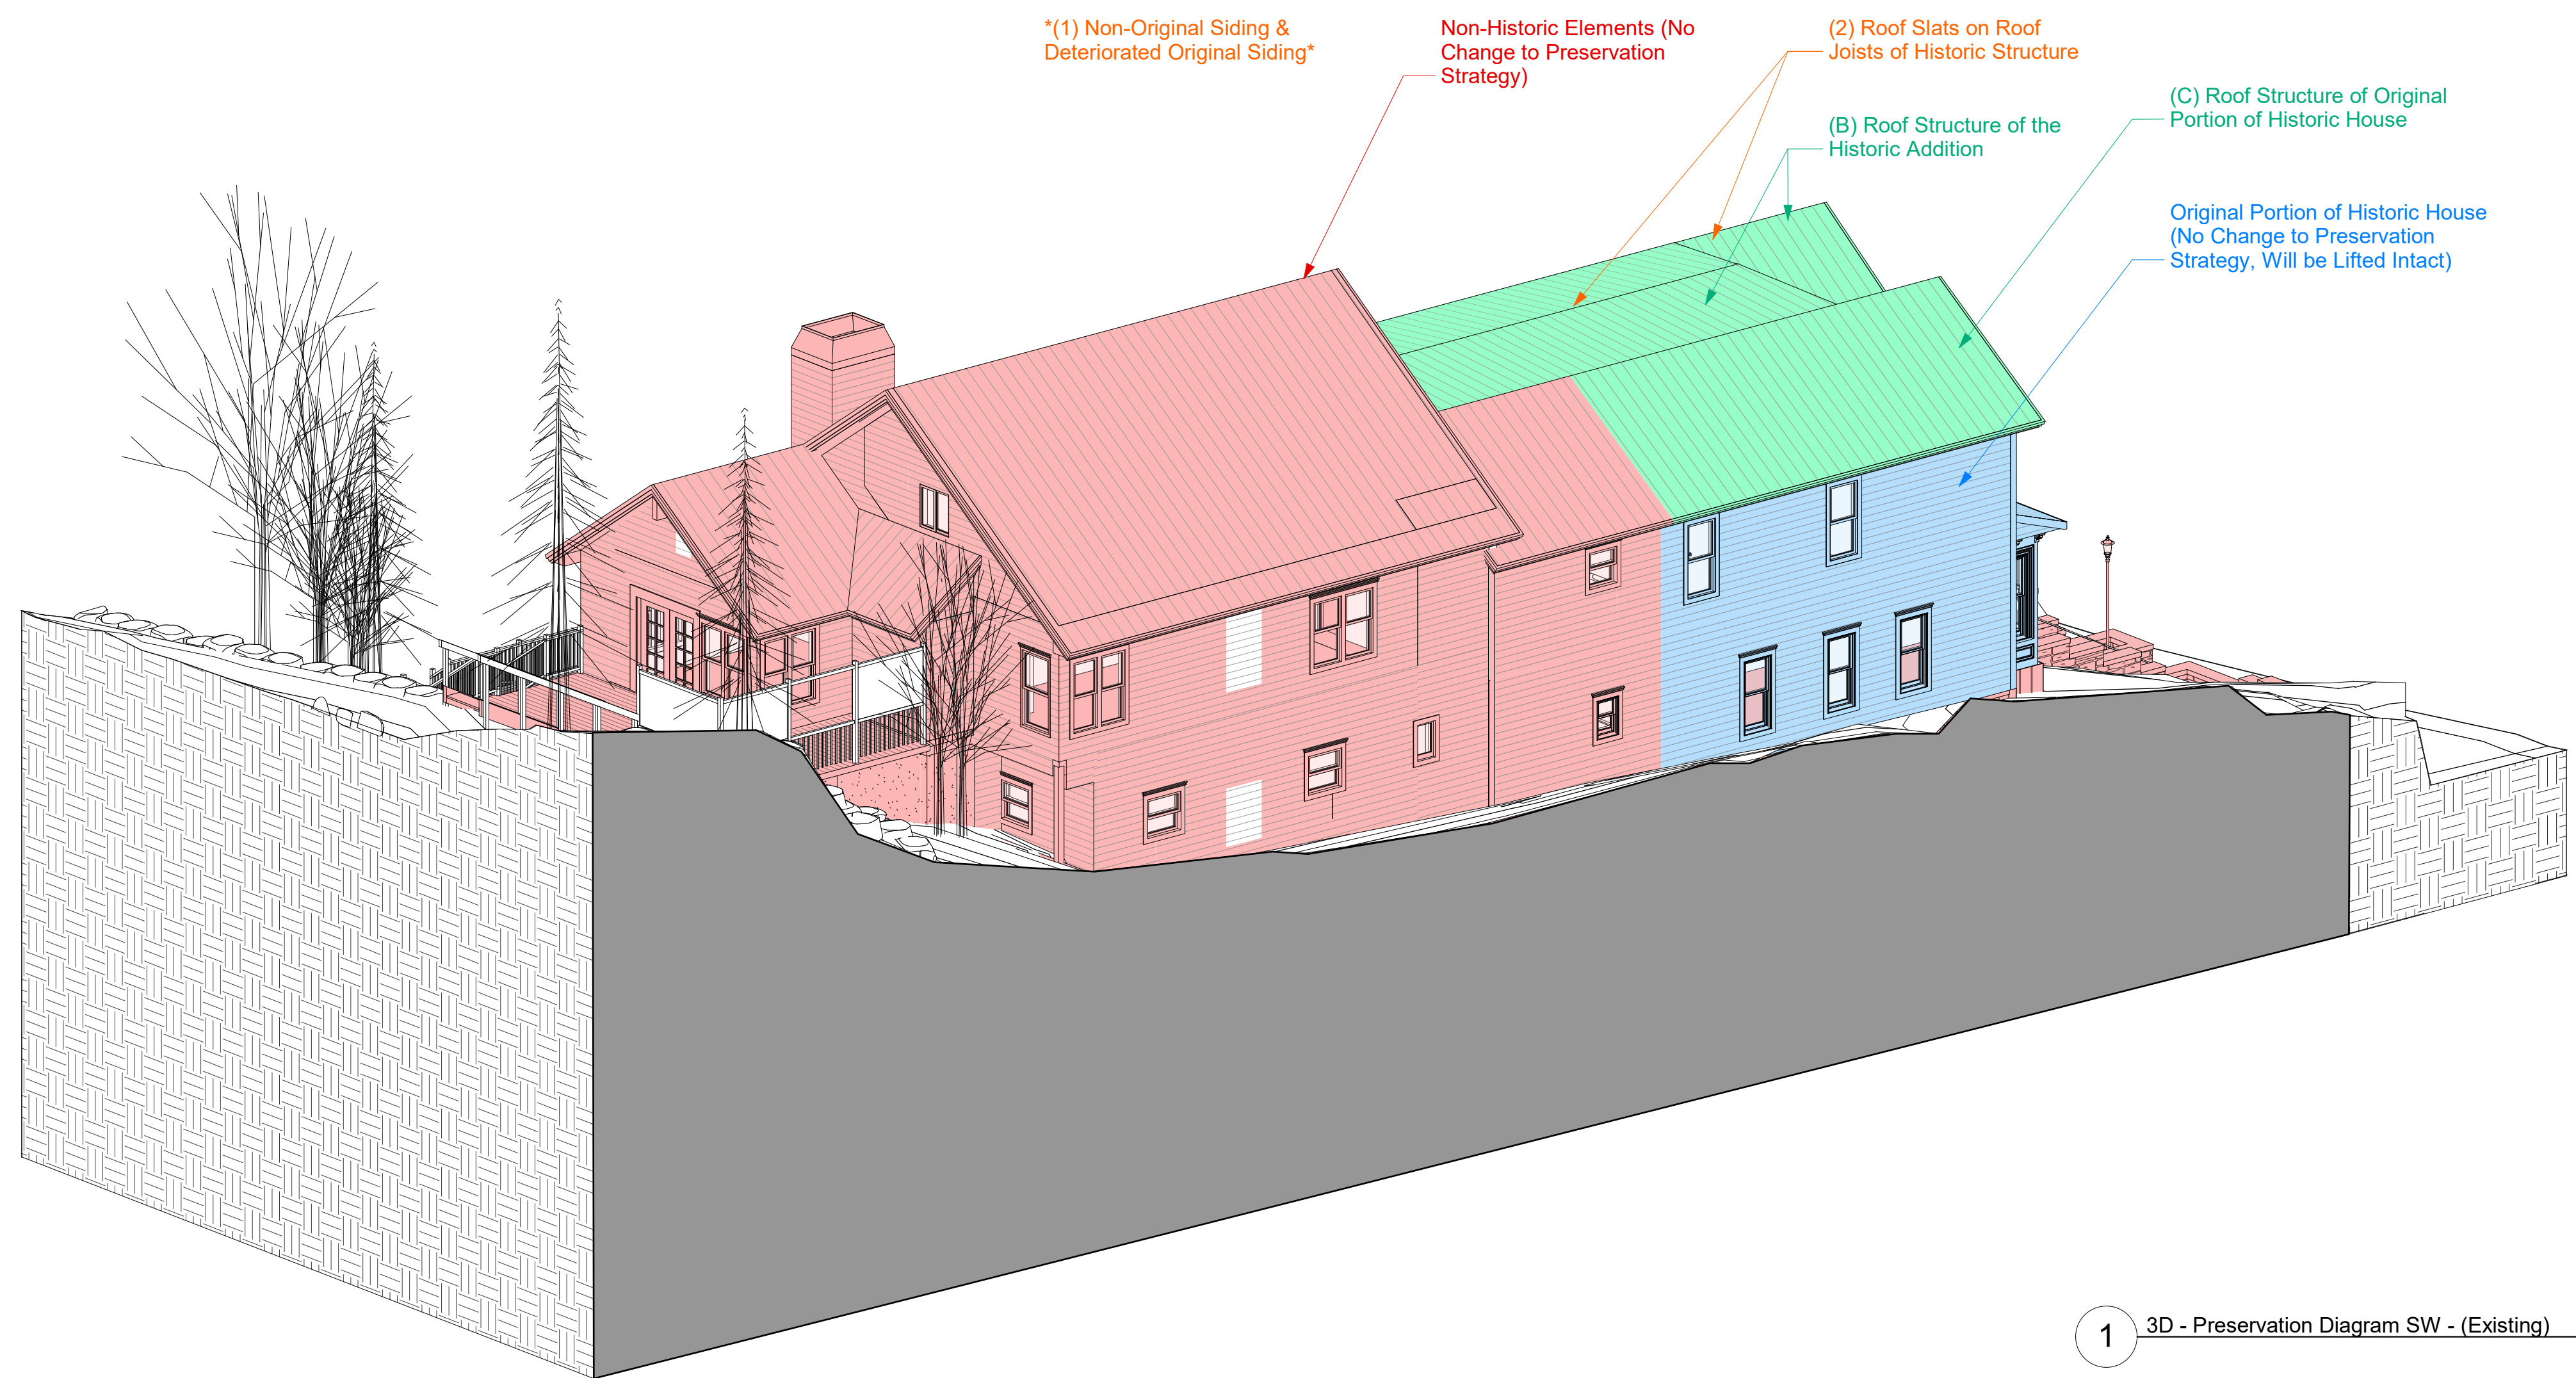 *(1) Non-Original Siding &
Deteriorated Original Siding*
Non-Historic Elements (No
Change to Preservation
Strategy)
(2) Roof Slats on Roof
Joists of Historic Structure
(B) Roof Structure of the
Historic Addition
(C) Roof Structure of Original
Portion of Historic House
Original Portion of Historic House
(No Change to Preservation
Strategy, Will be Lifted Intact)
1
3D - Preservation Diagram SW - (Existing)